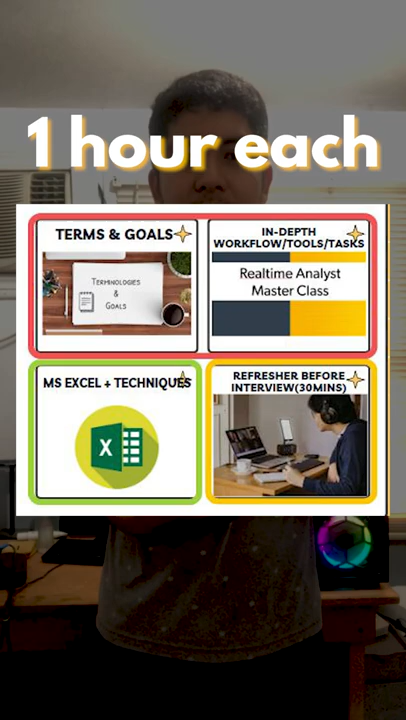 1 hour each
TERMS & GOALS
TERMINOLOGIES
&
GOALS
IN-DEPTH
WORKFLOW/TOOLS/TASKS
Realtime Analyst
Master Class
MS EXCEL + TECHNIQUES
X
REFRESHER BEFORE
INTERVIEW(30MINS)